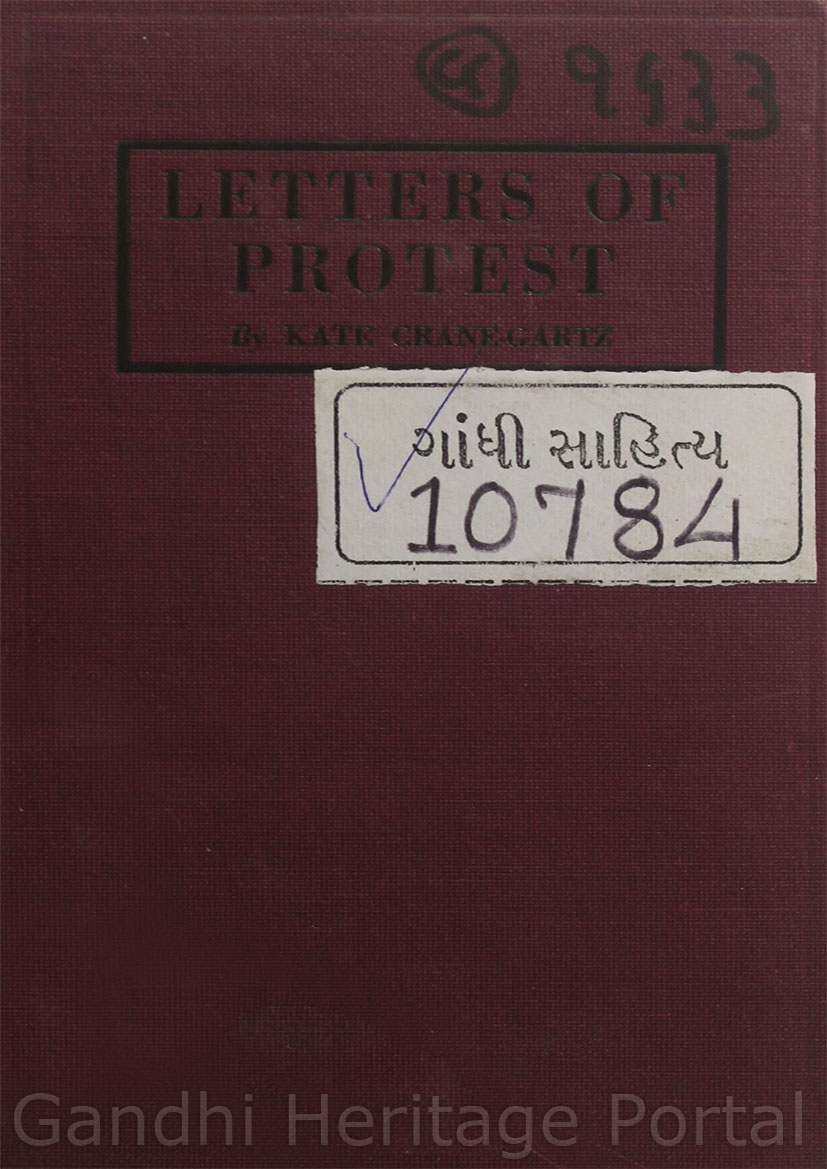 ૧૬૩૩
LETTERS OF
PROTEST
By KATE CRANE-GARTZ
ગાંધી સાહિત્ય
10784
Gandhi Heritage Portal